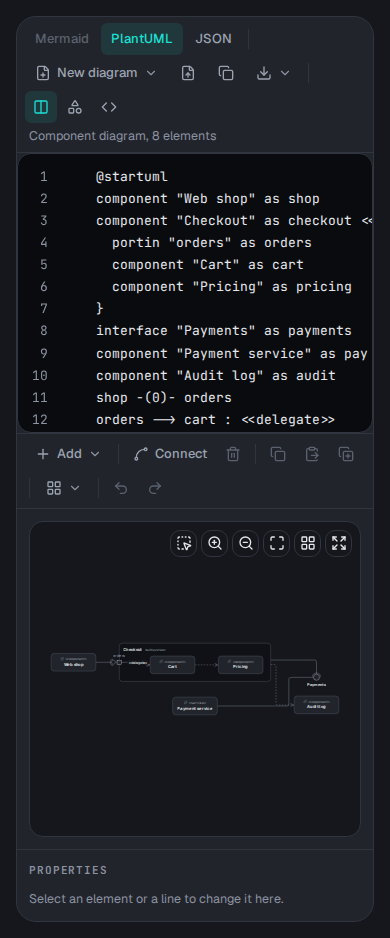 Mermaid PlantUML JSON
New diagram
Component diagram, 8 elements
1 @startuml
2 component "Web shop" as shop
3 component "Checkout" as checkout <<
4 portin "orders" as orders
5 component "Cart" as cart
6 component "Pricing" as pricing
7 }
8 interface "Payments" as payments
9 component "Payment service" as pay
10 component "Audit log" as audit
11 shop -(0)- orders
12 orders --> cart : <<delegate>>
Add Connect
Checkout
Web shop
Cart
Pricing
Payments
Payment service
Audit log
PROPERTIES
Select an element or a line to change it here.